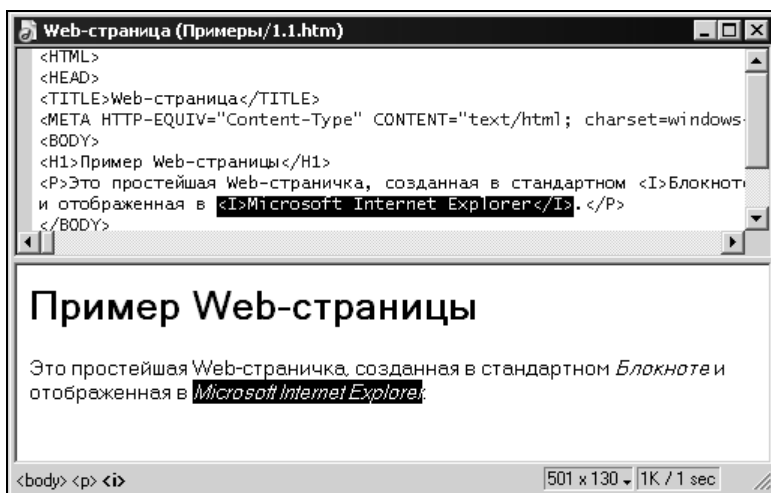 Web-страница (Примеры/1.1.htm)
<HTML>
<HEAD>
<TITLE>Web-страница</TITLE>
<META HTTP-EQUIV="Content-Type" CONTENT="text/html; charset=windows-
<BODY>
<H1>Пример Web-страницы</H1>
<P>Это простейшая Web-страничка, созданная в стандартном <I>Блокнот
и отображенная в <I>Microsoft Internet Explorer</I>.</P>
</BODY>
Пример Web-страницы
Это простейшая Web-страничка, созданная в стандартном Блокноте и
отображенная в Microsoft Internet Explorer.
<body> <p> <i> 501 x 130 1K / 1 sec